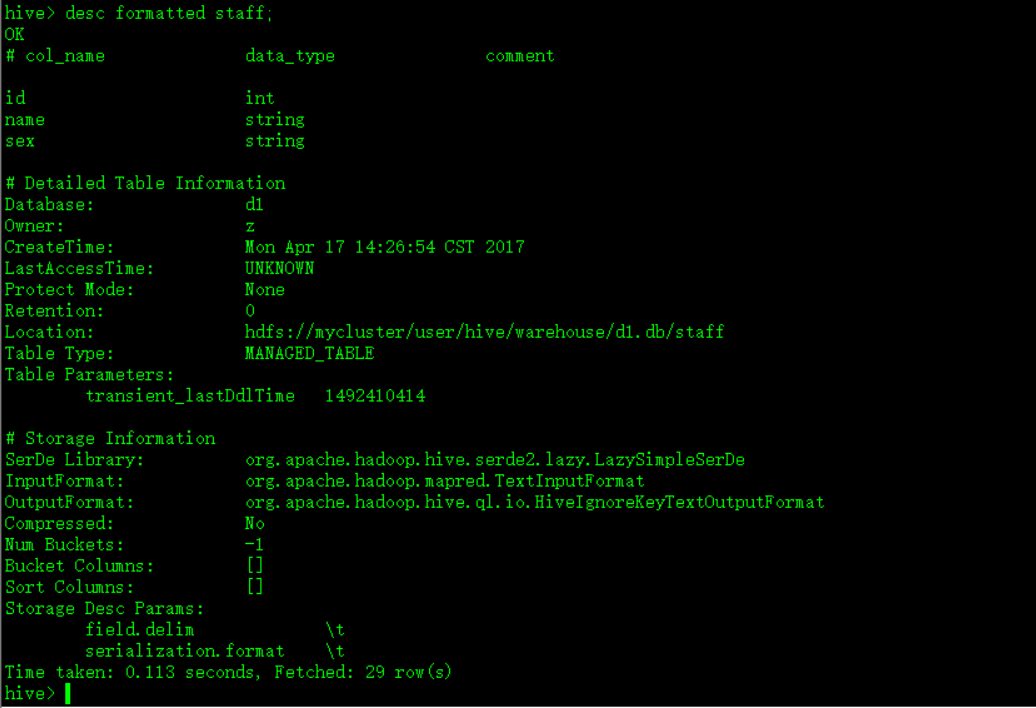 hive> desc formatted staff;
OK
# col_name data_type comment
id int
name string
sex string
# Detailed Table Information
Database: d1
Owner: z
CreateTime: Mon Apr 17 14:26:54 CST 2017
LastAccessTime: UNKNOWN
Protect Mode: None
Retention: 0
Location: hdfs://mycluster/user/hive/warehouse/d1.db/staff
Table Type: MANAGED_TABLE
Table Parameters:
transient_lastDdlTime 1492410414
# Storage Information
SerDe Library: org.apache.hadoop.hive.serde2.lazy.LazySimpleSerDe
InputFormat: org.apache.hadoop.mapred.TextInputFormat
OutputFormat: org.apache.hadoop.hive.ql.io.HiveIgnoreKeyTextOutputFormat
Compressed: No
Num Buckets: -1
Bucket Columns: []
Sort Columns: []
Storage Desc Params:
field.delim \t
serialization.format \t
Time taken: 0.113 seconds, Fetched: 29 row(s)
hive>